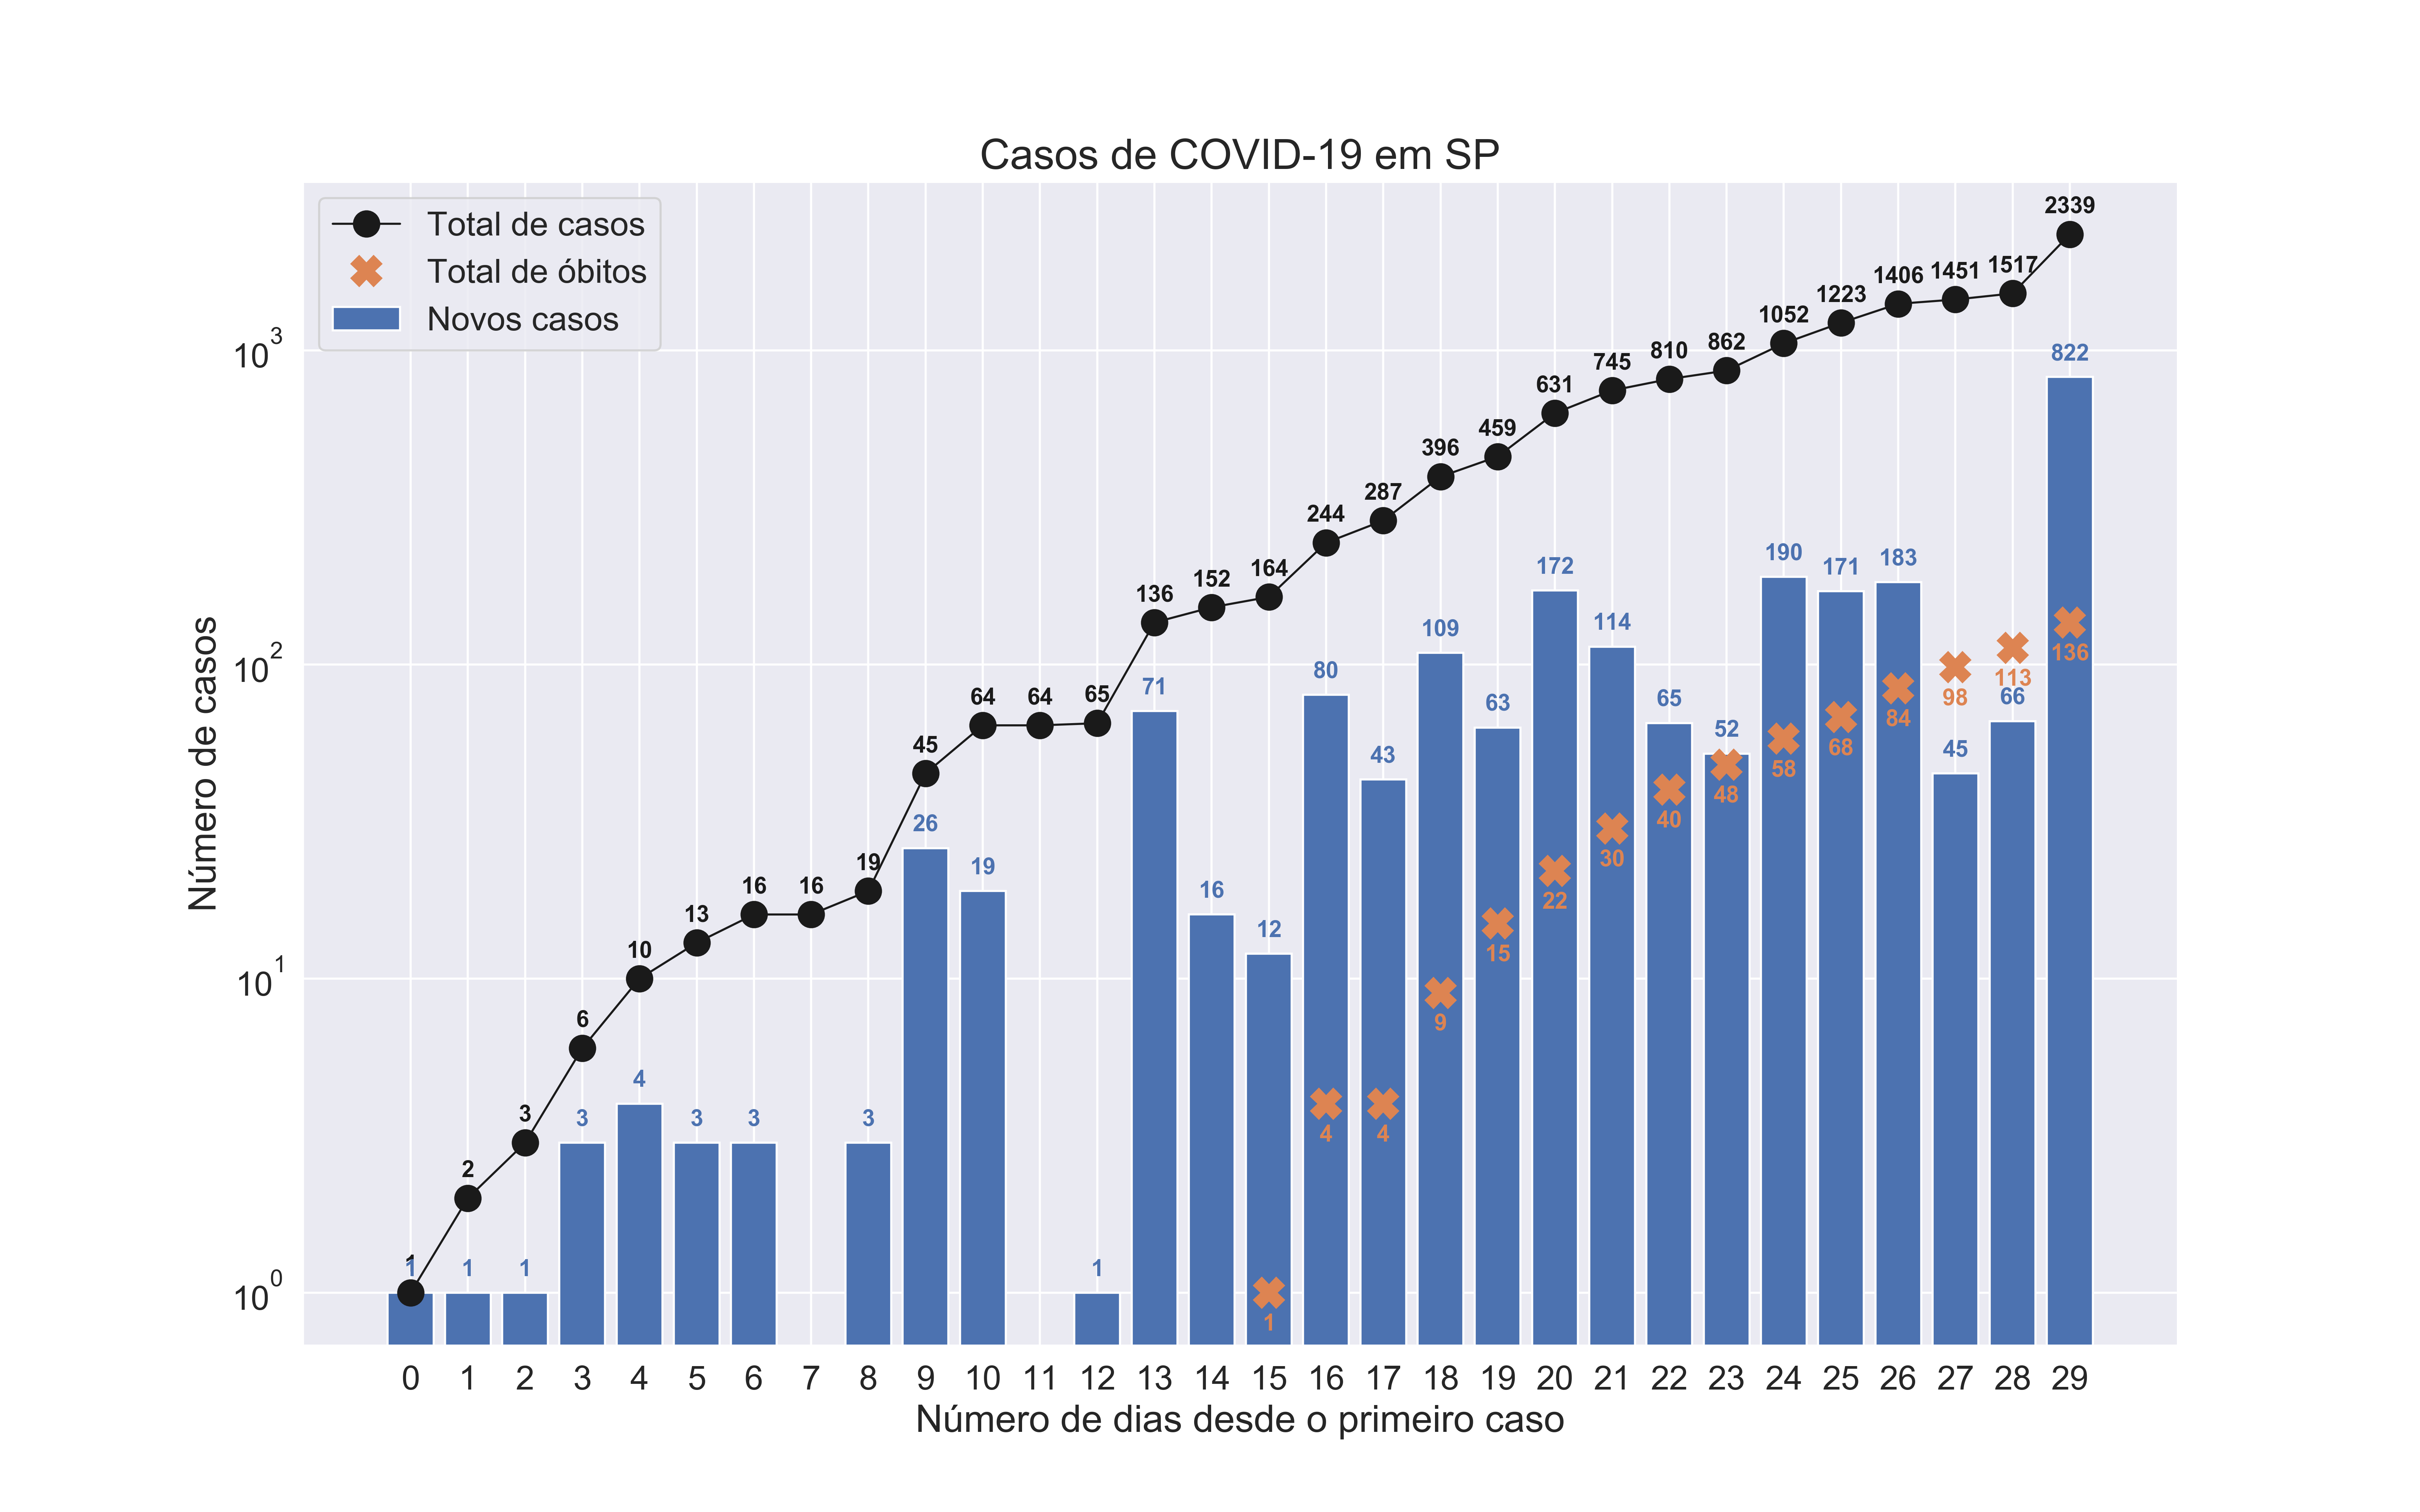 Casos de COVID-19 em SP
Total de casos
Total de óbitos
Novos casos
Número de casos
10^3
10^2
10^1
10^0
1 2 3 6 10 13 16 16 19 45 64 64 65 136 152 164 244 287 396 459 631 745 810 862 1052 1223 1406 1451 1517 2339
1 1 1 3 4 3 3 3 26 19 1 71 16 12 80 43 109 63 172 114 65 52 190 171 183 45 66 822
1 4 4 9 15 22 30 40 48 58 68 84 98 113 136
0 1 2 3 4 5 6 7 8 9 10 11 12 13 14 15 16 17 18 19 20 21 22 23 24 25 26 27 28 29
Número de dias desde o primeiro caso